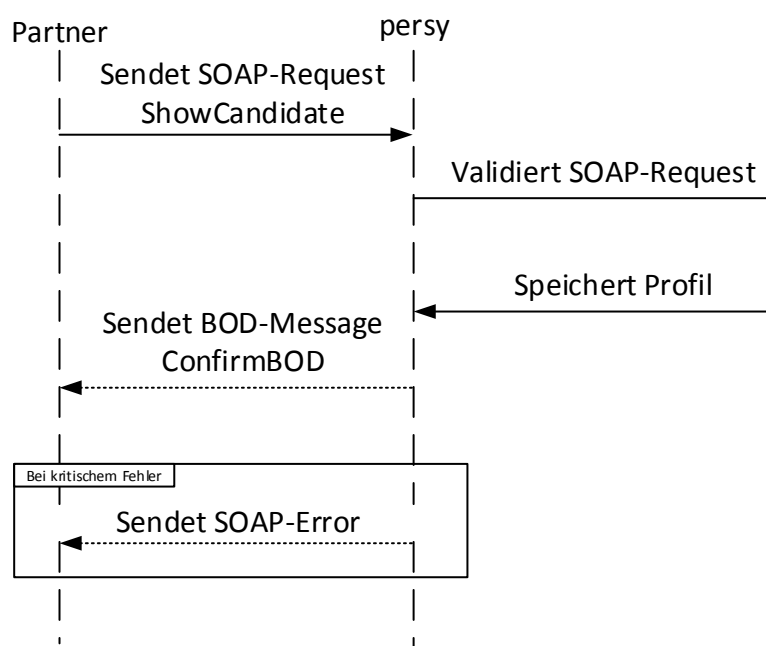 Partner
persy
Sendet SOAP-Request
ShowCandidate
Validiert SOAP-Request
Speichert Profil
Sendet BOD-Message
ConfirmBOD
Bei kritischem Fehler
Sendet SOAP-Error